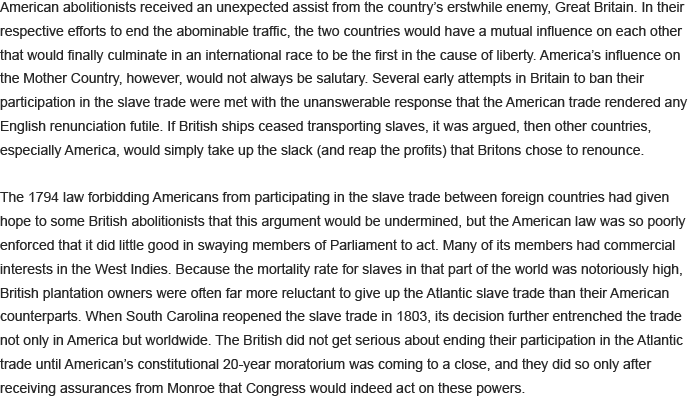 American abolitionists received an unexpected assist from the country's erstwhile enemy, Great Britain. In their
respective efforts to end the abominable traffic, the two countries would have a mutual influence on each other
that would finally culminate in an international race to be the first in the cause of liberty. America's influence on
the Mother Country, however, would not always be salutary. Several early attempts in Britain to ban their
participation in the slave trade were met with the unanswerable response that the American trade rendered any
English renunciation futile. If British ships ceased transporting slaves, it was argued, then other countries,
especially America, would simply take up the slack (and reap the profits) that Britons chose to renounce.

The 1794 law forbidding Americans from participating in the slave trade between foreign countries had given
hope to some British abolitionists that this argument would be undermined, but the American law was so poorly
enforced that it did little good in swaying members of Parliament to act. Many of its members had commercial
interests in the West Indies. Because the mortality rate for slaves in that part of the world was notoriously high,
British plantation owners were often far more reluctant to give up the Atlantic slave trade than their American
counterparts. When South Carolina reopened the slave trade in 1803, its decision further entrenched the trade
not only in America but worldwide. The British did not get serious about ending their participation in the Atlantic
trade until American's constitutional 20-year moratorium was coming to a close, and they did so only after
receiving assurances from Monroe that Congress would indeed act on these powers.